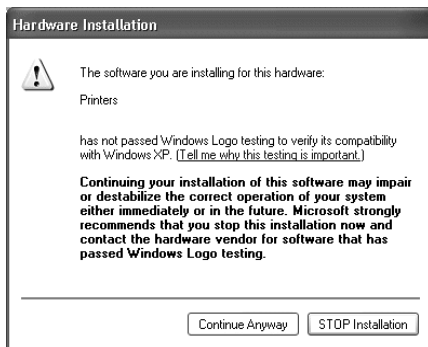 Hardware Installation
The software you are installing for this hardware:
Printers
has not passed Windows Logo testing to verify its compatibility
with Windows XP. (Tell me why this testing is important.)
Continuing your installation of this software may impair
or destabilize the correct operation of your system
either immediately or in the future. Microsoft strongly
recommends that you stop this installation now and
contact the hardware vendor for software that has
passed Windows Logo testing.
Continue Anyway STOP Installation